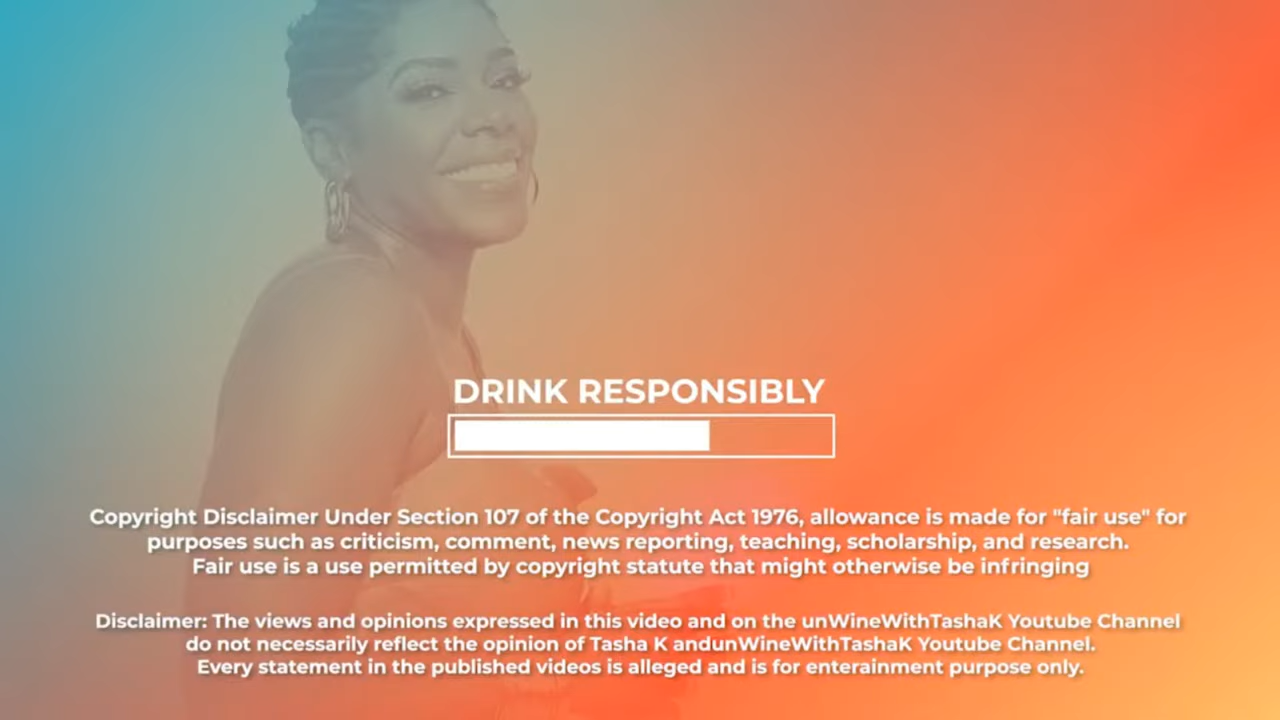 DRINK RESPONSIBLY
Copyright Disclaimer Under Section 107 of the Copyright Act 1976, allowance is made for "fair use" for
purposes such as criticism, comment, news reporting, teaching, scholarship, and research.
Fair use is a use permitted by copyright statute that might otherwise be infringing
Disclaimer: The views and opinions expressed in this video and on the unWineWithTashaK Youtube Channel
do not necessarily reflect the opinion of Tasha K andunWineWithTashaK Youtube Channel.
Every statement in the published videos is alleged and is for enterainment purpose only.